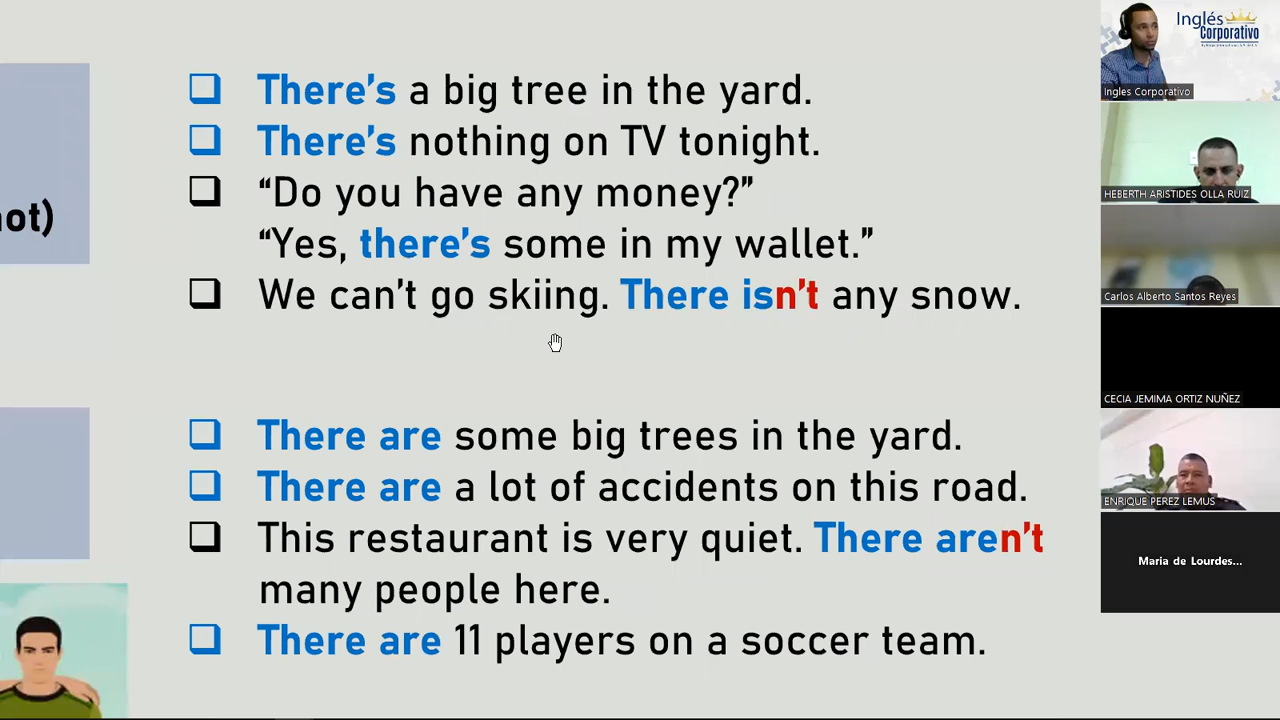 There's a big tree in the yard.
There's nothing on TV tonight.
“Do you have any money?”
“Yes, there's some in my wallet.”
not)
We can't go skiing. There isn't any snow.
There are some big trees in the yard.
There are a lot of accidents on this road.
This restaurant is very quiet. There aren't
many people here.
There are 11 players on a soccer team.
Inglés
Corporativo
Ingles Corporativo
HEBERTH ARISTIDES OLLA RUIZ
Carlos Alberto Santos Reyes
CECIA JEMIMA ORTIZ NUÑEZ
ENRIQUE PEREZ LEMUS
Maria de Lourdes...